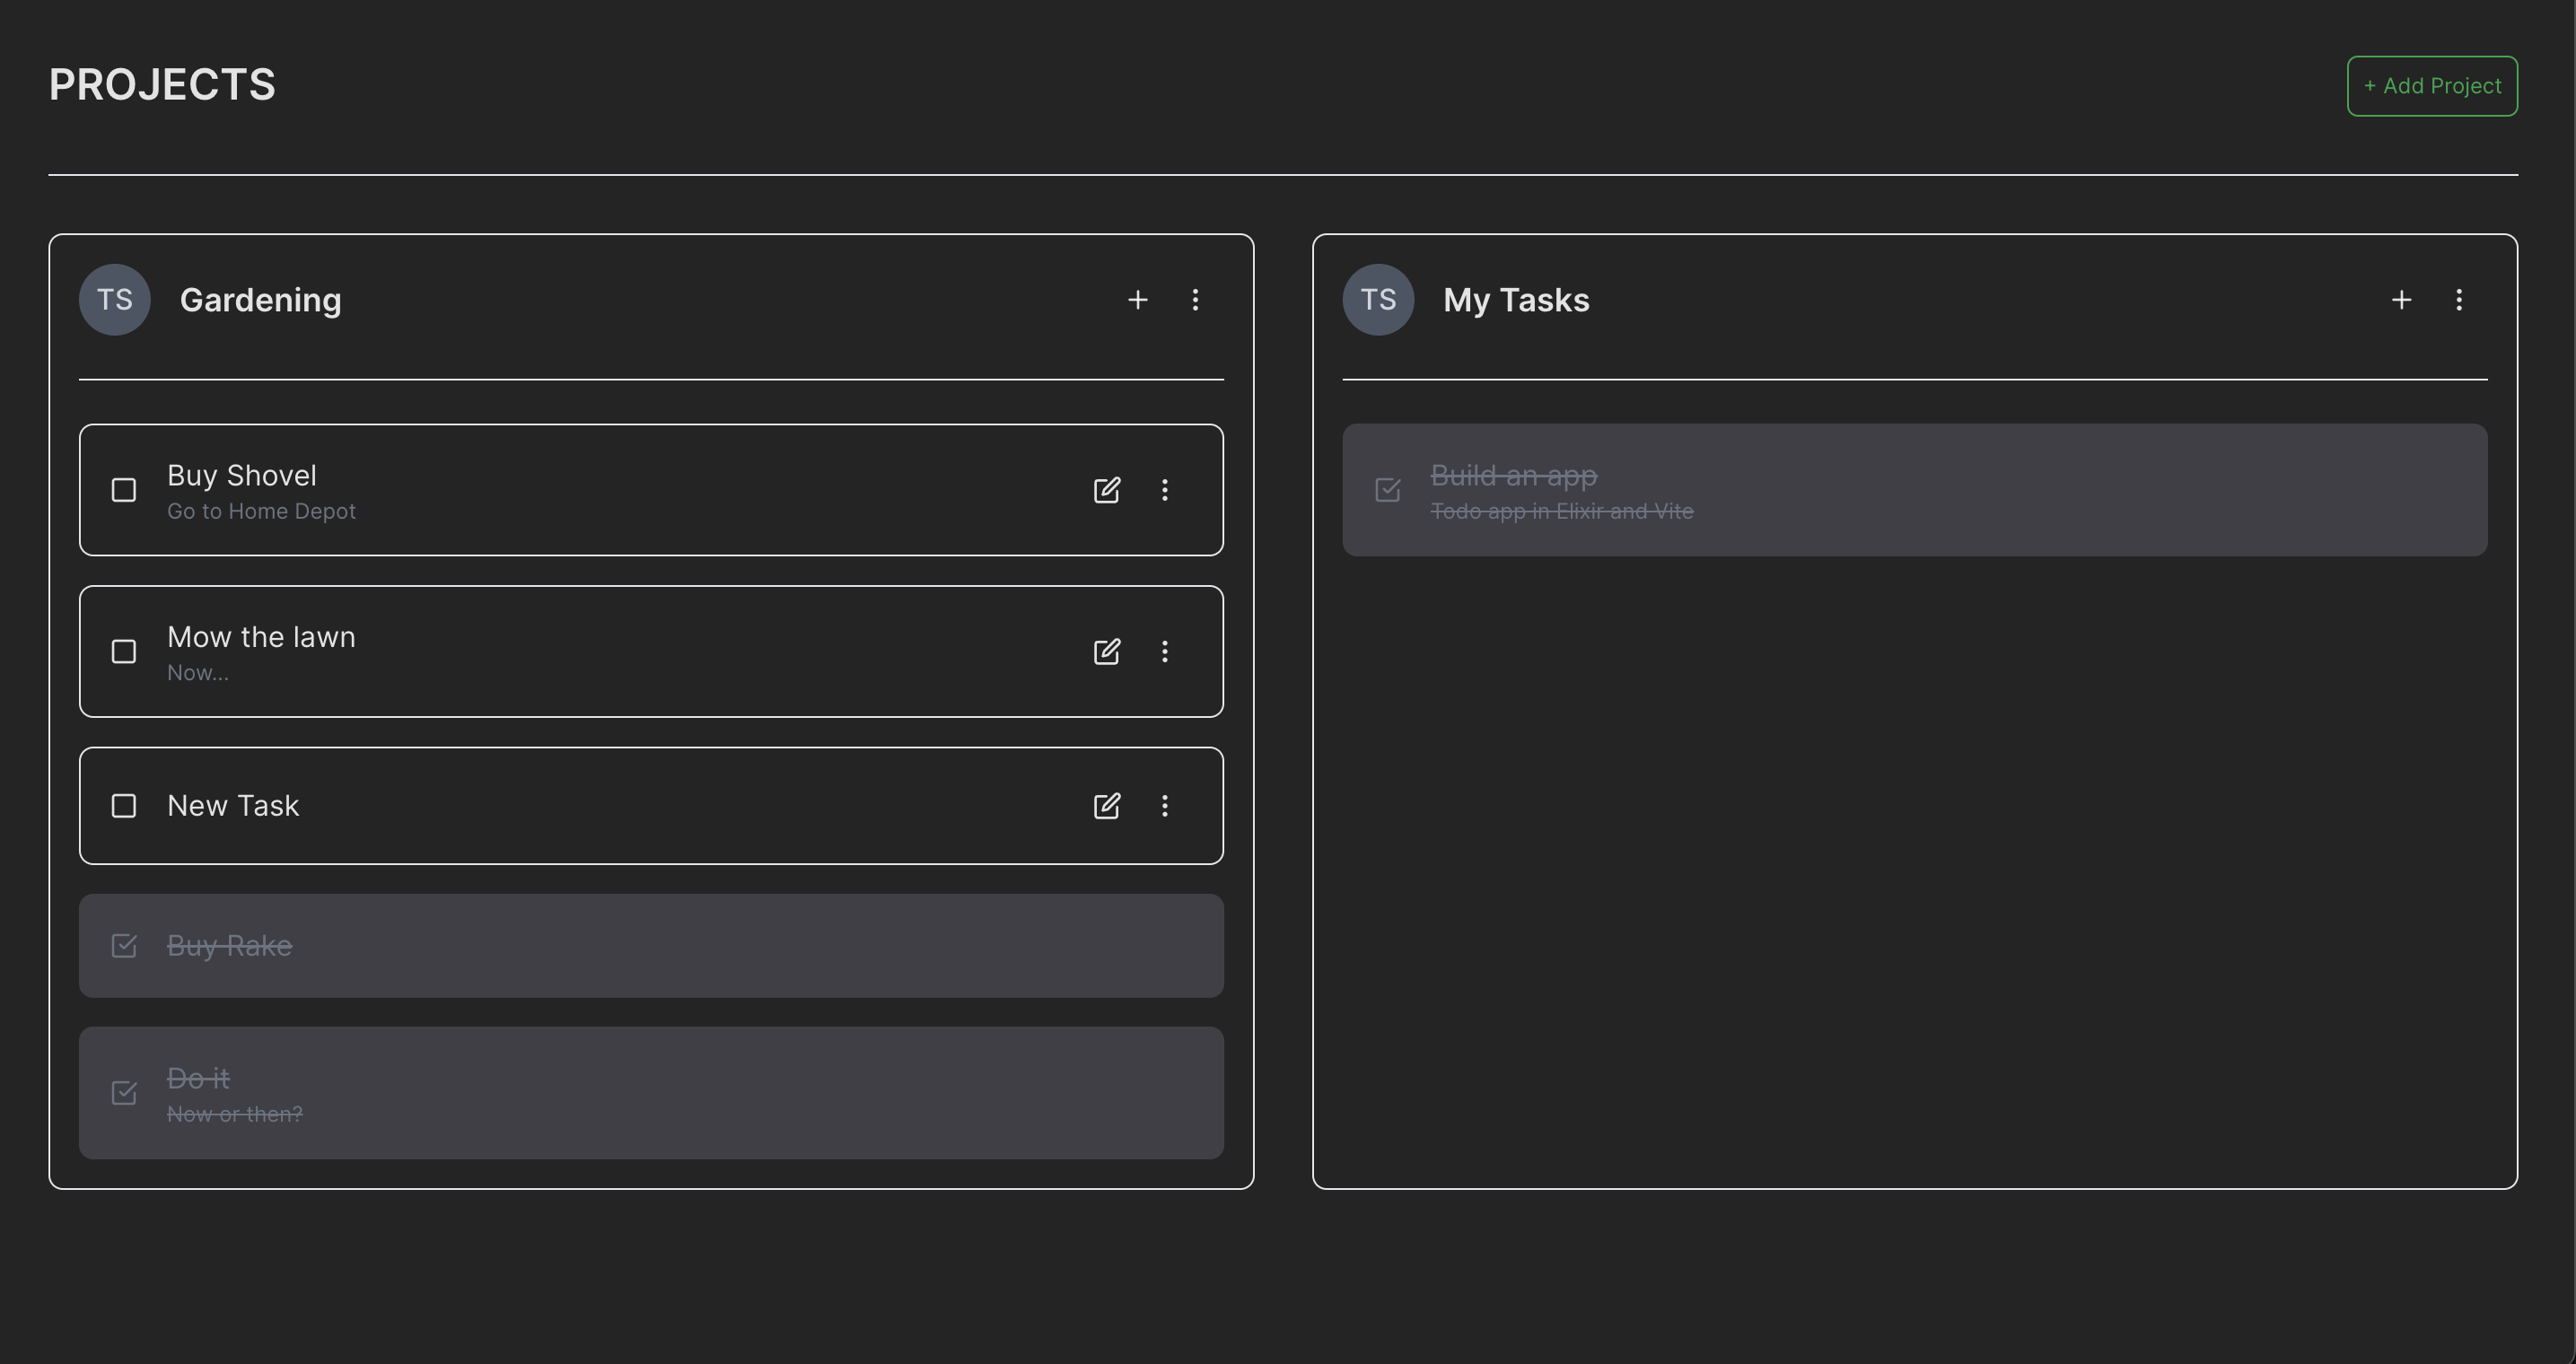 PROJECTS
+ Add Project
TS
Gardening
Buy Shovel
Go to Home Depot
Mow the lawn
Now...
New Task
Buy Rake
Do it
Now or then?
TS
My Tasks
Build an app
Todo app in Elixir and Vite